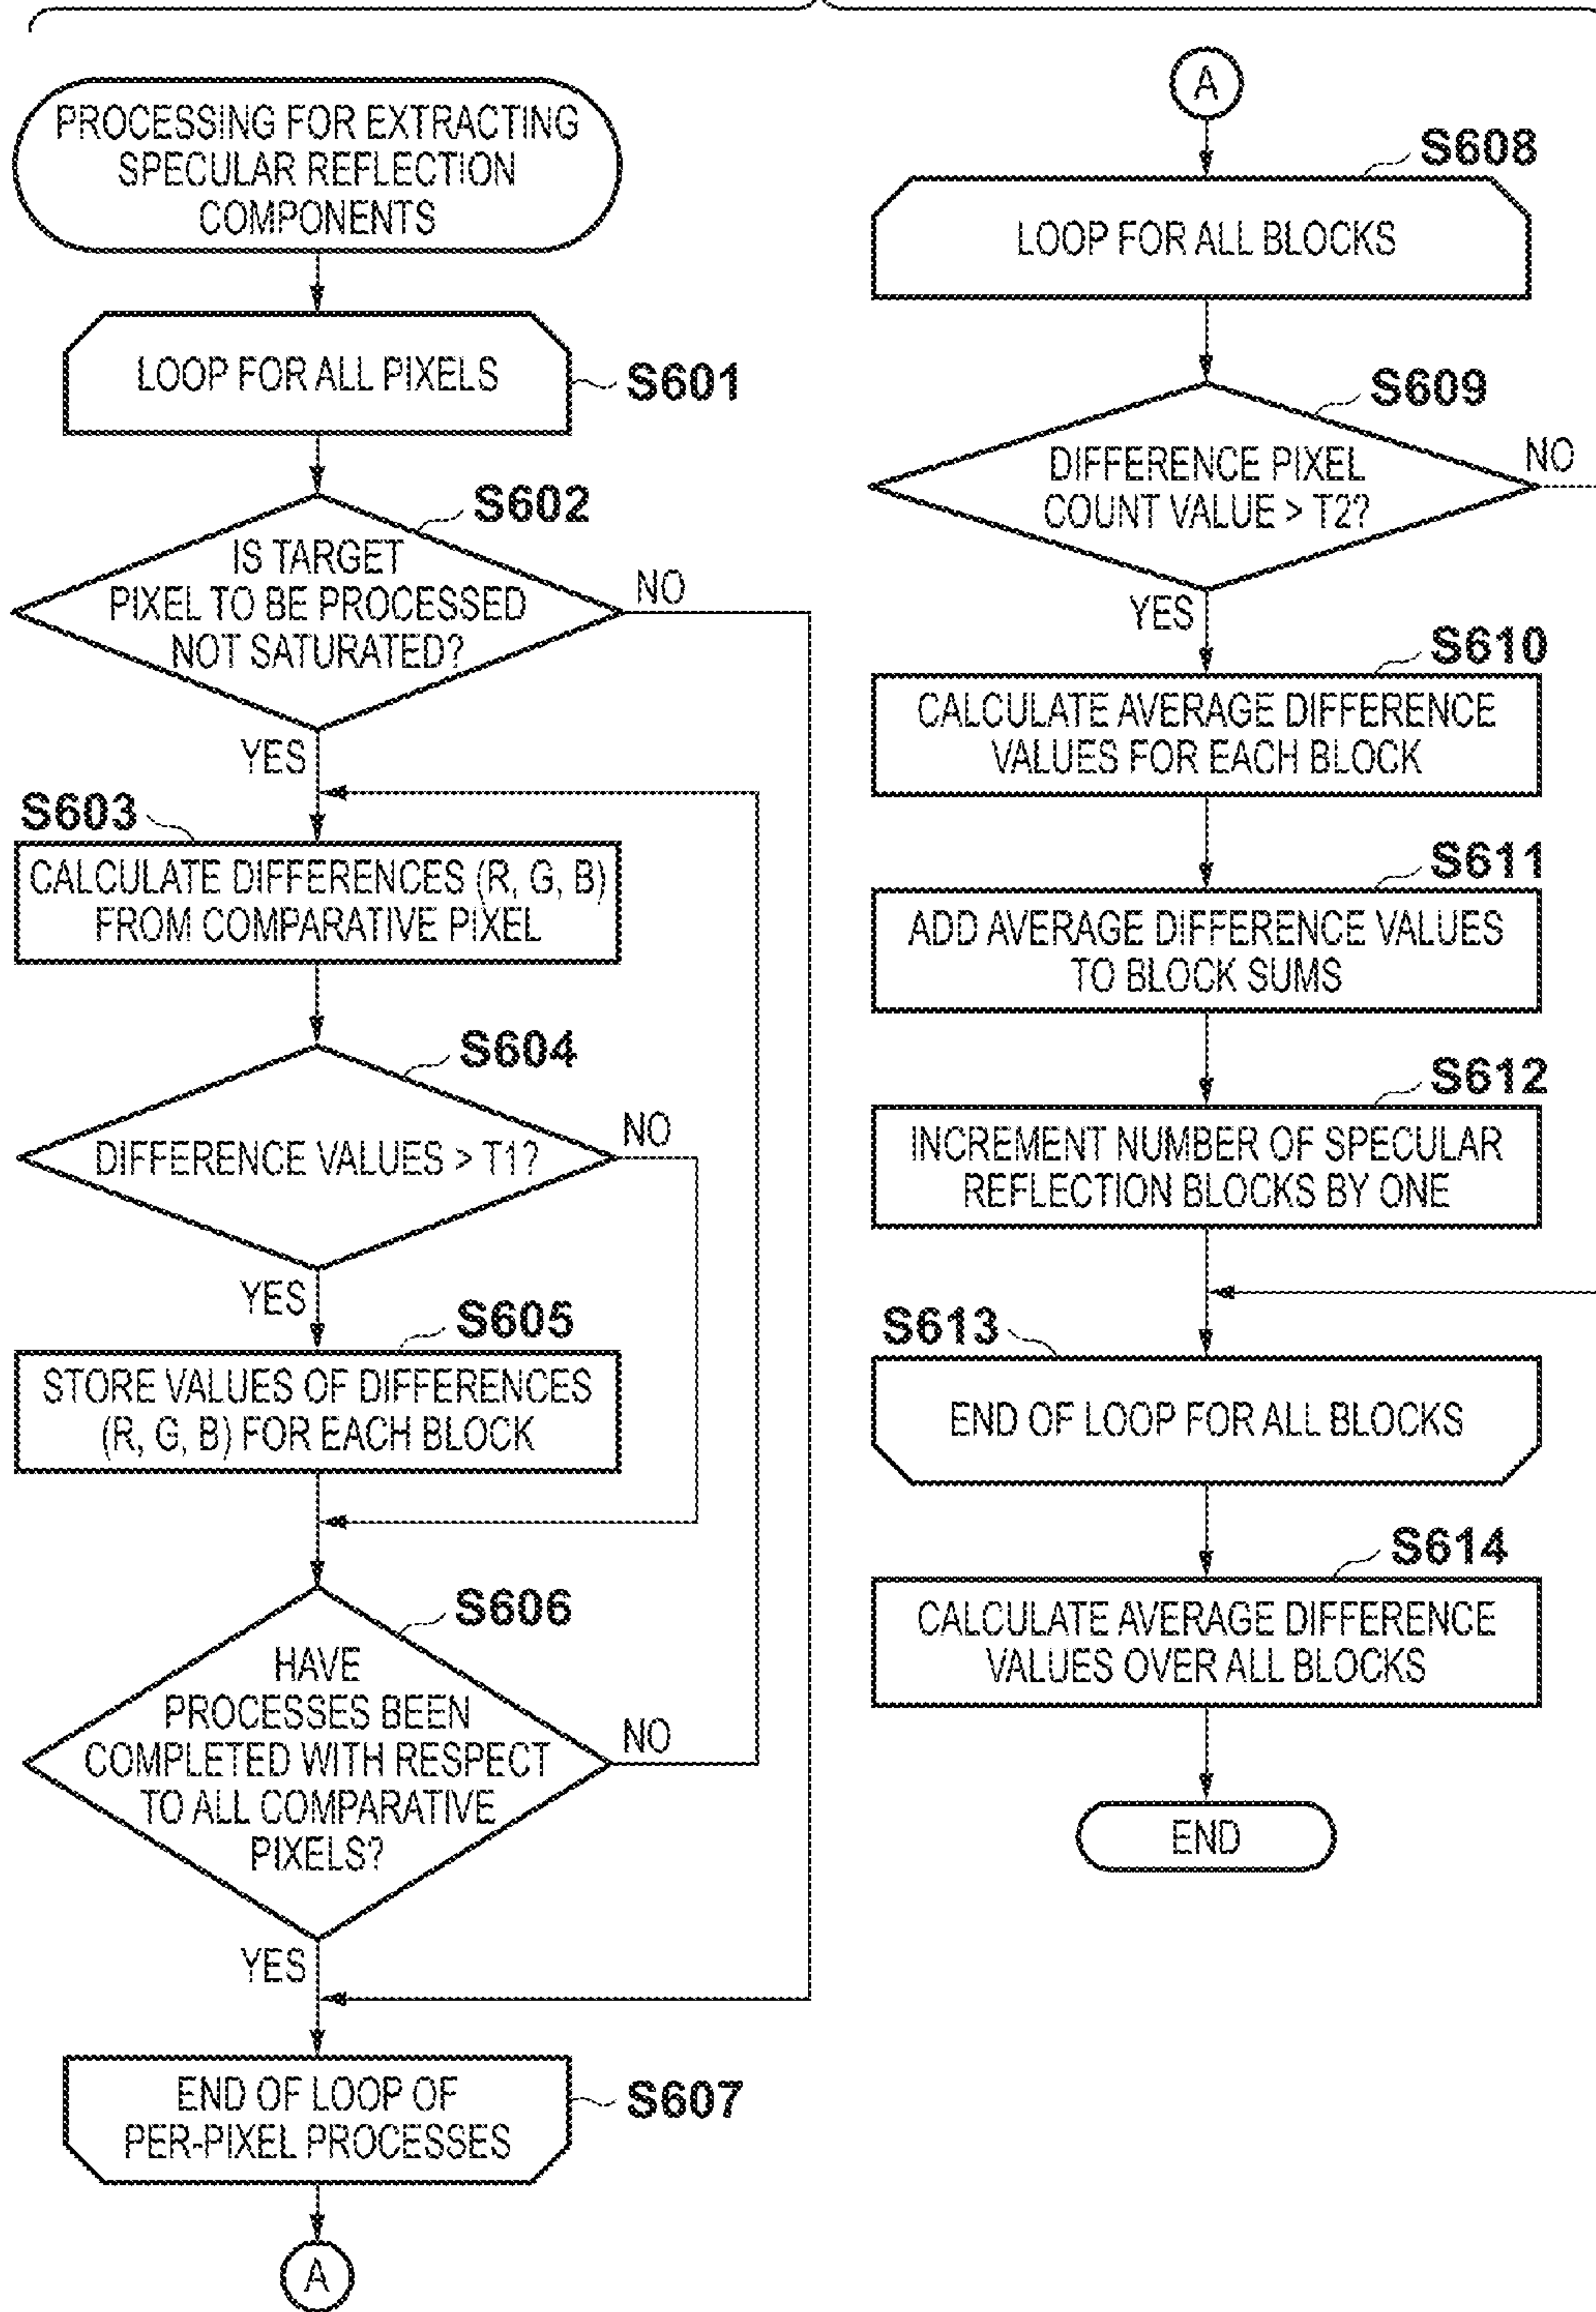 PROCESSING FOR EXTRACTING
SPECULAR REFLECTION
COMPONENTS
LOOP FOR ALL PIXELS
S601
S602
IS TARGET
PIXEL TO BE PROCESSED
NOT SATURATED?
NO
YES
S603
CALCULATE DIFFERENCES (R, G, B)
FROM COMPARATIVE PIXEL
S604
DIFFERENCE VALUES > T1?
NO
YES
S605
STORE VALUES OF DIFFERENCES
(R, G, B) FOR EACH BLOCK
S606
HAVE
PROCESSES BEEN
COMPLETED WITH RESPECT
TO ALL COMPARATIVE
PIXELS?
NO
YES
END OF LOOP OF
PER-PIXEL PROCESSES
S607
A
A
S608
LOOP FOR ALL BLOCKS
S609
DIFFERENCE PIXEL
COUNT VALUE > T2?
NO
YES
S610
CALCULATE AVERAGE DIFFERENCE
VALUES FOR EACH BLOCK
S611
ADD AVERAGE DIFFERENCE VALUES
TO BLOCK SUMS
S612
INCREMENT NUMBER OF SPECULAR
REFLECTION BLOCKS BY ONE
S613
END OF LOOP FOR ALL BLOCKS
S614
CALCULATE AVERAGE DIFFERENCE
VALUES OVER ALL BLOCKS
END